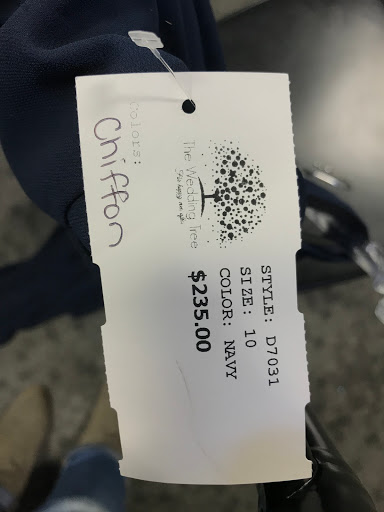 Colors:
Chiffon
The Wedding Tree
STYLE: D7031
SIZE: 10
COLOR: NAVY
$235.00